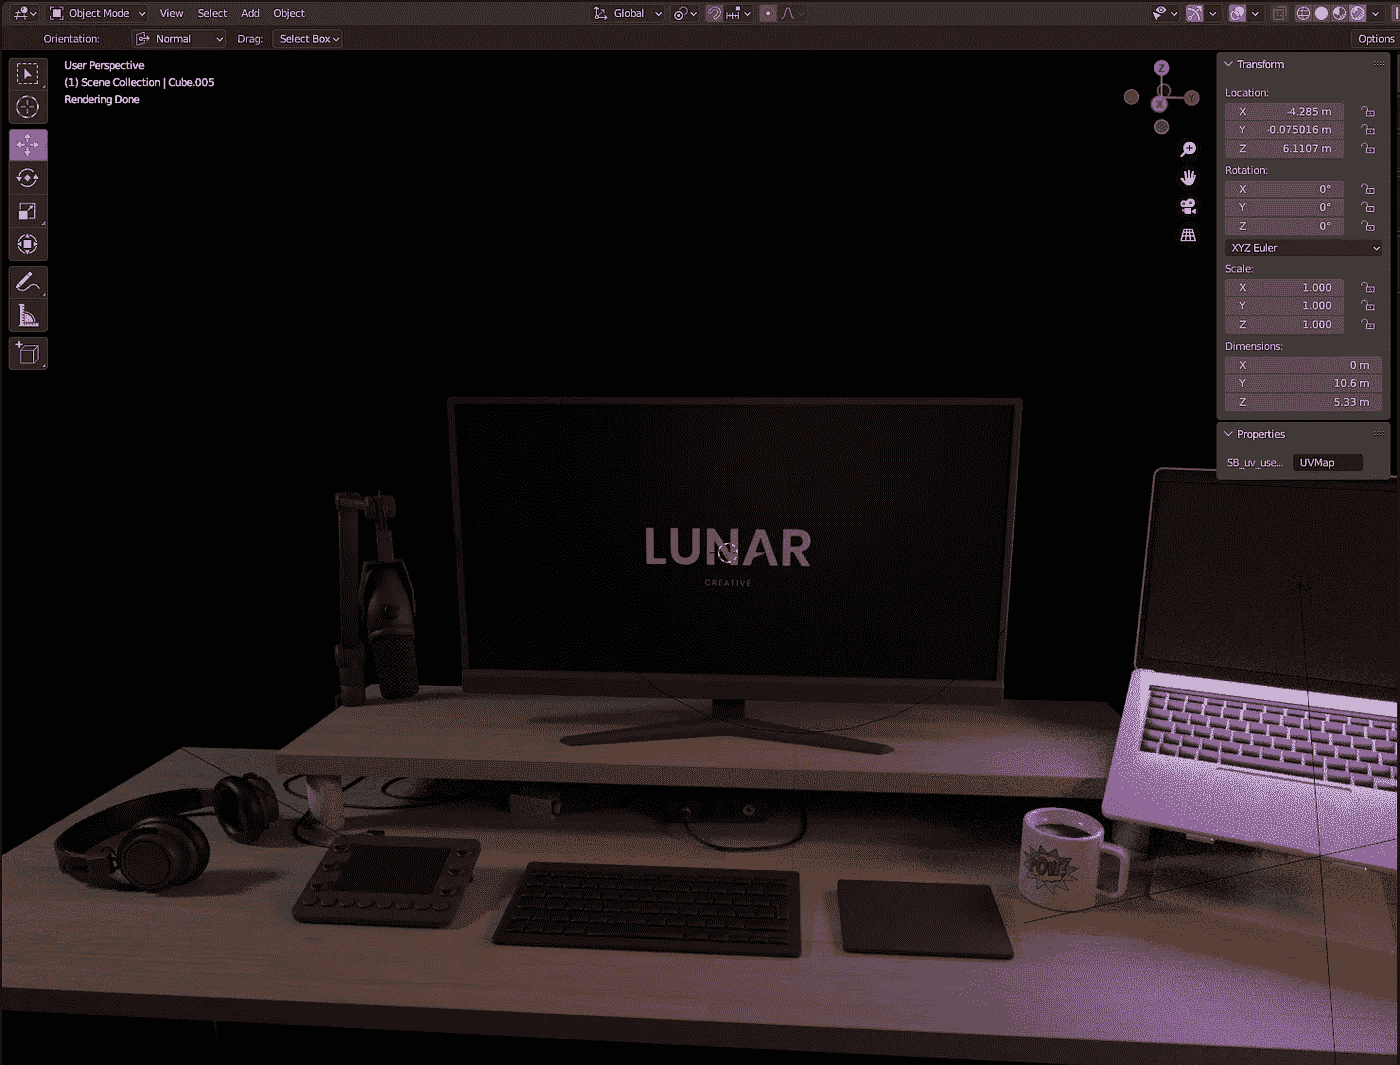 Object Mode View Select Add Object Global
Orientation: Normal Drag: Select Box Options
User Perspective
(1) Scene Collection | Cube.005
Rendering Done
Z
Y
X
Transform
Location:
X -4.285 m
Y -0.075016 m
Z 6.1107 m
Rotation:
X 0°
Y 0°
Z 0°
XYZ Euler
Scale:
X 1.000
Y 1.000
Z 1.000
Dimensions:
X 0 m
Y 10.6 m
Z 5.33 m
Properties
SB_uv_use... UVMap
LUNAR
CREATIVE
POW!